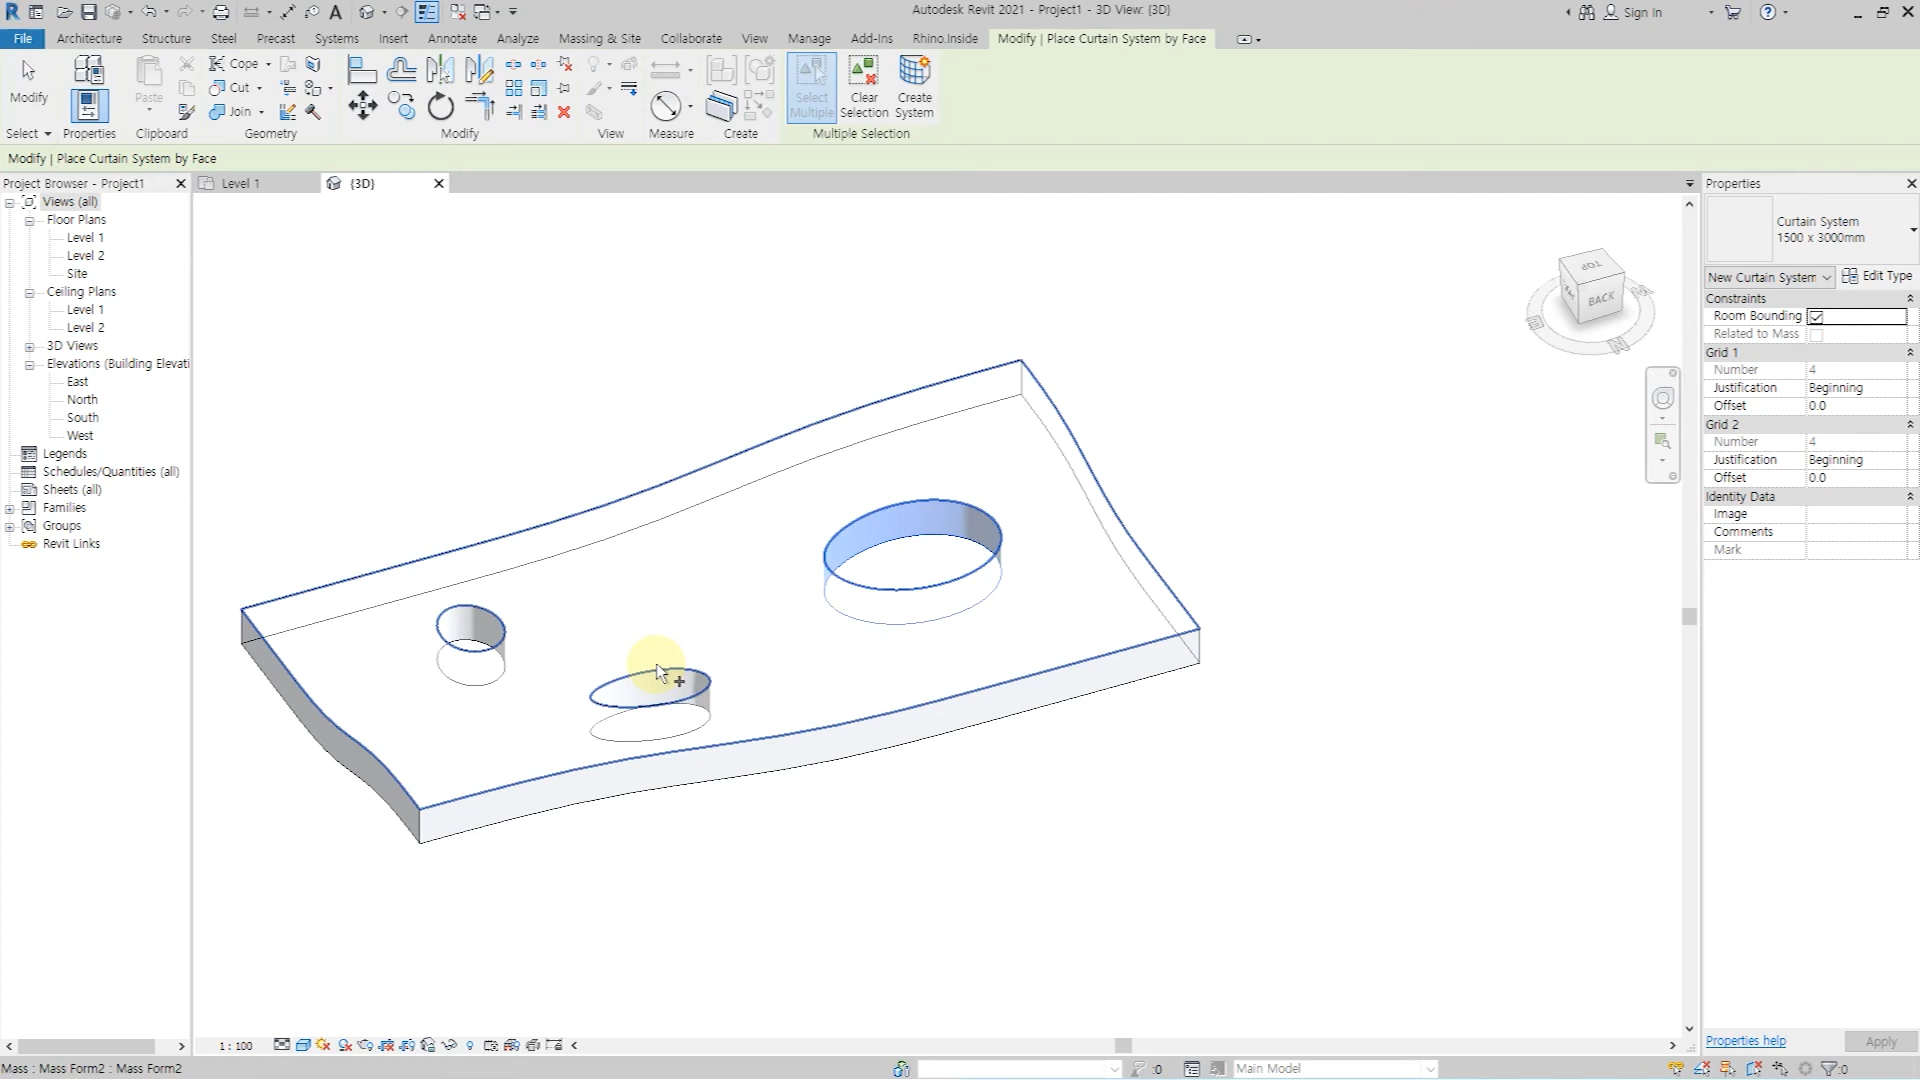 Autodesk Revit 2021 - Project1 - 3D View: {3D}
Sign In
File
Architecture
Structure
Steel
Precast
Systems
Insert
Annotate
Analyze
Massing & Site
Collaborate
View
Manage
Add-Ins
Rhino.Inside
Modify | Place Curtain System by Face
Modify
Paste
Cope
Cut
Join
Select Multiple
Clear Selection
Create System
Select
Properties
Clipboard
Geometry
Modify
View
Measure
Create
Multiple Selection
Modify | Place Curtain System by Face
Project Browser - Project1
Level 1
{3D}
Views (all)
Floor Plans
Level 1
Level 2
Site
Ceiling Plans
Level 1
Level 2
3D Views
Elevations (Building Elevati
East
North
South
West
Legends
Schedules/Quantities (all)
Sheets (all)
Families
Groups
Revit Links
TOP
BACK
Properties
Curtain System
1500 x 3000mm
New Curtain System
Edit Type
Constraints
Room Bounding
Related to Mass
Grid 1
Number 4
Justification Beginning
Offset 0.0
Grid 2
Number 4
Justification Beginning
Offset 0.0
Identity Data
Image
Comments
Mark
Properties help
Apply
1 : 100
Mass : Mass Form2 : Mass Form2
:0
Main Model
:0